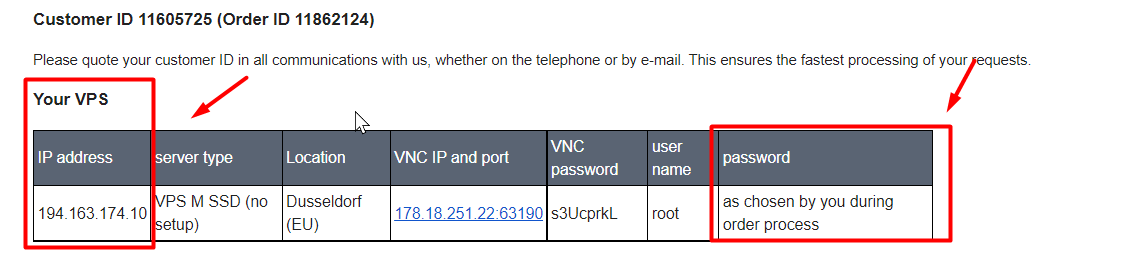 Customer ID 11605725 (Order ID 11862124)
Please quote your customer ID in all communications with us, whether on the telephone or by e-mail. This ensures the fastest processing of your requests.
Your VPS
IP address server type Location VNC IP and port VNC password user name password
194.163.174.10 VPS M SSD (no setup) Dusseldorf (EU) 178.18.251.22:63190 s3UcprkL root as chosen by you during order process